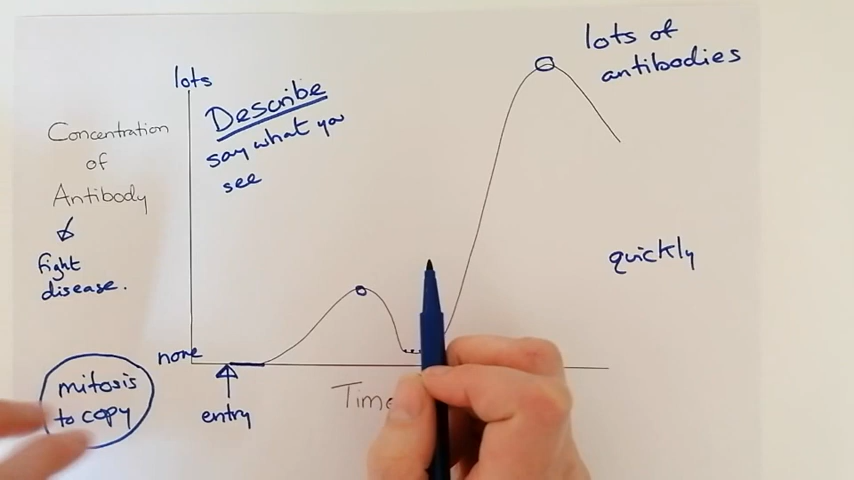 lots
Concentration
of
Antibody
fight
disease.
Describe
say what you
see
lots of
antibodies
quickly
none
mitosis
to copy
entry
Time